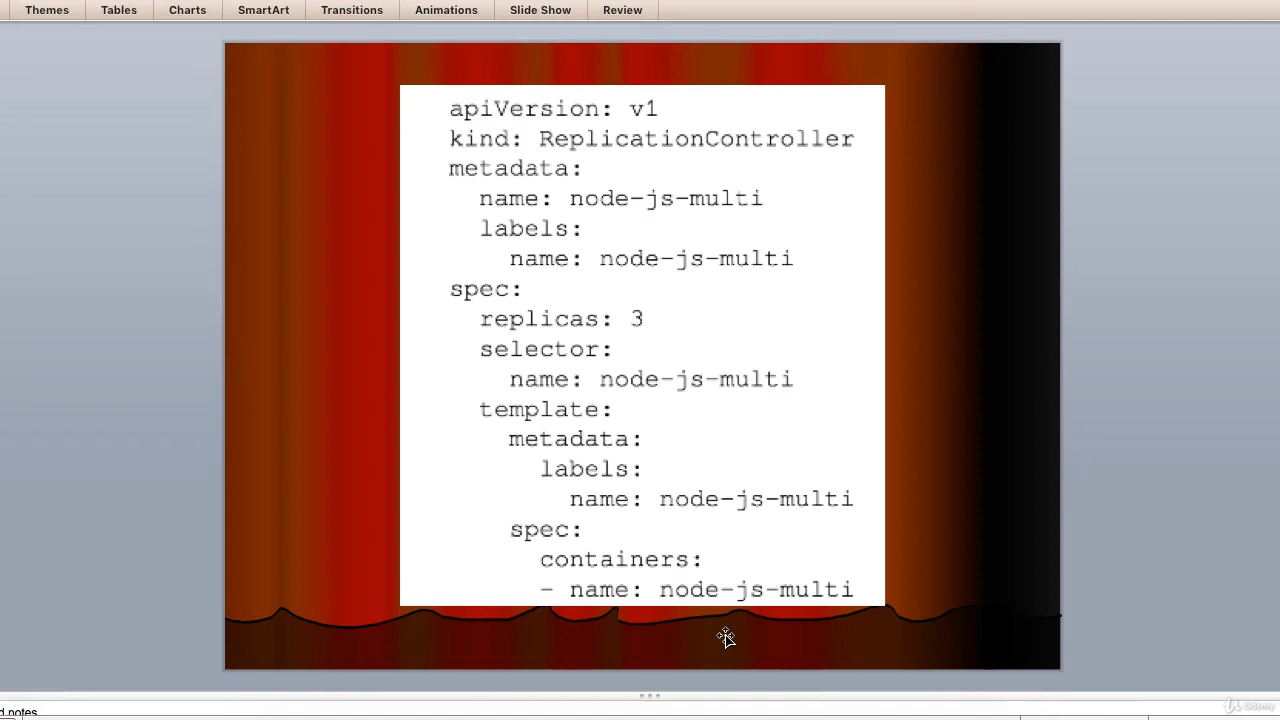 Themes Tables Charts SmartArt Transitions Animations Slide Show Review
apiVersion: v1
kind: ReplicationController
metadata:
  name: node-js-multi
  labels:
    name: node-js-multi
spec:
  replicas: 3
  selector:
    name: node-js-multi
  template:
    metadata:
      labels:
        name: node-js-multi
    spec:
      containers:
      - name: node-js-multi
d notes
Udemy